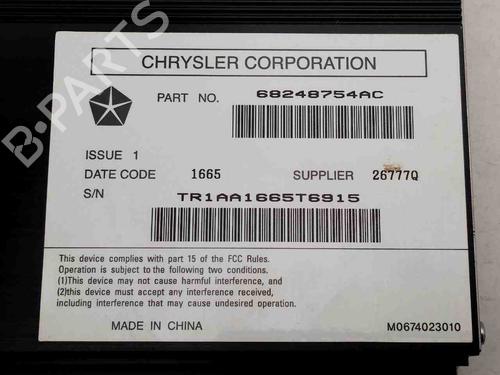 CHRYSLER CORPORATION
PART NO. 68248754AC
ISSUE 1
DATE CODE 1665 SUPPLIER 26777Q
S/N TR1AA1665T6915
This device complies with part 15 of the FCC Rules.
Operation is subject to the following two conditions.
(1)This device may not cause harmful interference, and
(2)this device must accept any interference received,
including interference that may cause undesired operation.
MADE IN CHINA M0674023010
B-PARTS